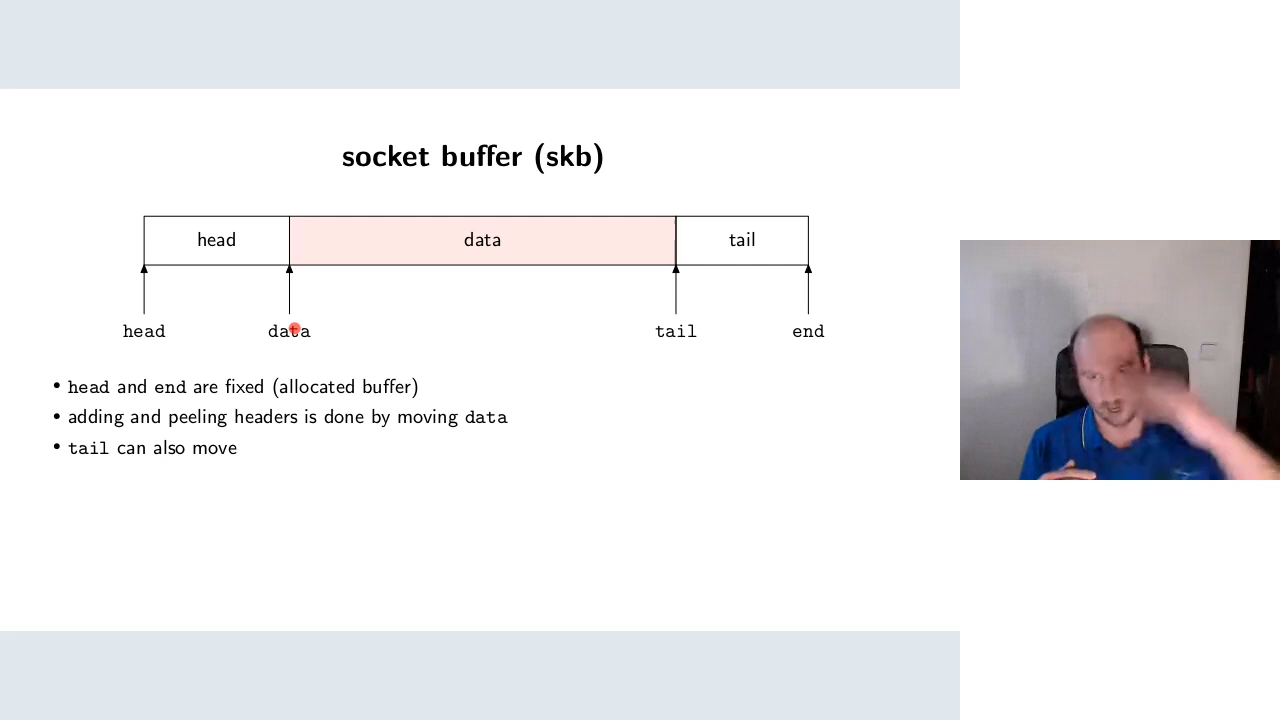 socket buffer (skb)
head data tail
head data tail end
• head and end are fixed (allocated buffer)
• adding and peeling headers is done by moving data
• tail can also move